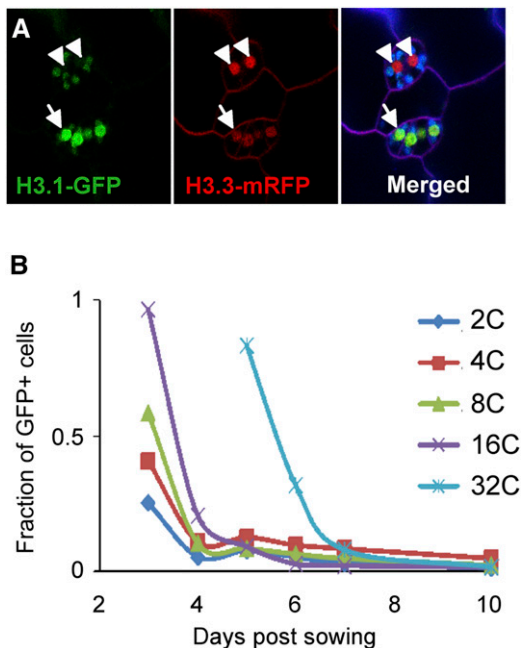 A
H3.1-GFP
H3.3-mRFP
Merged
B
Fraction of GFP+ cells
1
0.5
0
2 4 6 8 10
Days post sowing
2C
4C
8C
16C
32C